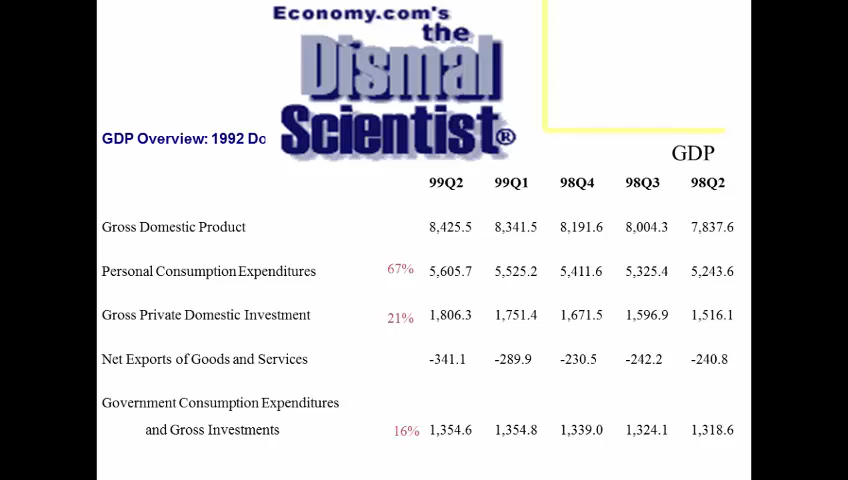 Economy.com's
the
Dismal
Scientist®
GDP Overview: 1992 Do
GDP
99Q2 99Q1 98Q4 98Q3 98Q2
Gross Domestic Product 8,425.5 8,341.5 8,191.6 8,004.3 7,837.6
Personal Consumption Expenditures 67% 5,605.7 5,525.2 5,411.6 5,325.4 5,243.6
Gross Private Domestic Investment 21% 1,806.3 1,751.4 1,671.5 1,596.9 1,516.1
Net Exports of Goods and Services -341.1 -289.9 -230.5 -242.2 -240.8
Government Consumption Expenditures
and Gross Investments 16% 1,354.6 1,354.8 1,339.0 1,324.1 1,318.6